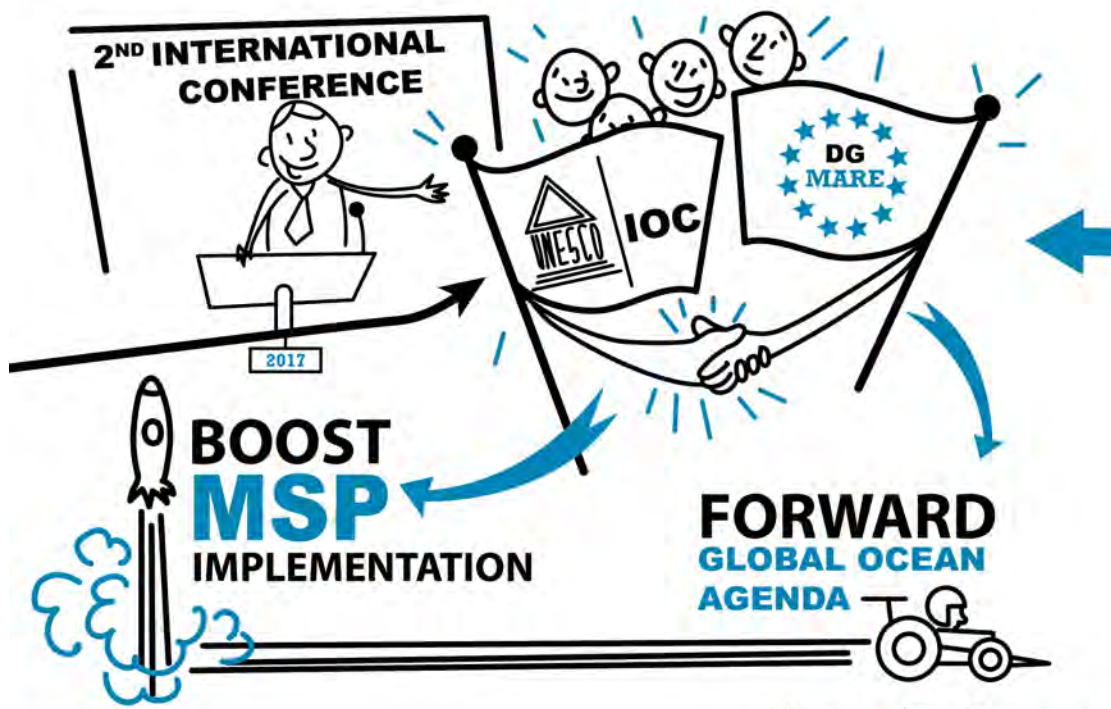 2ND INTERNATIONAL
CONFERENCE
2017
UNESCO
IOC
DG
MARE
BOOST
MSP
IMPLEMENTATION
FORWARD
GLOBAL OCEAN
AGENDA